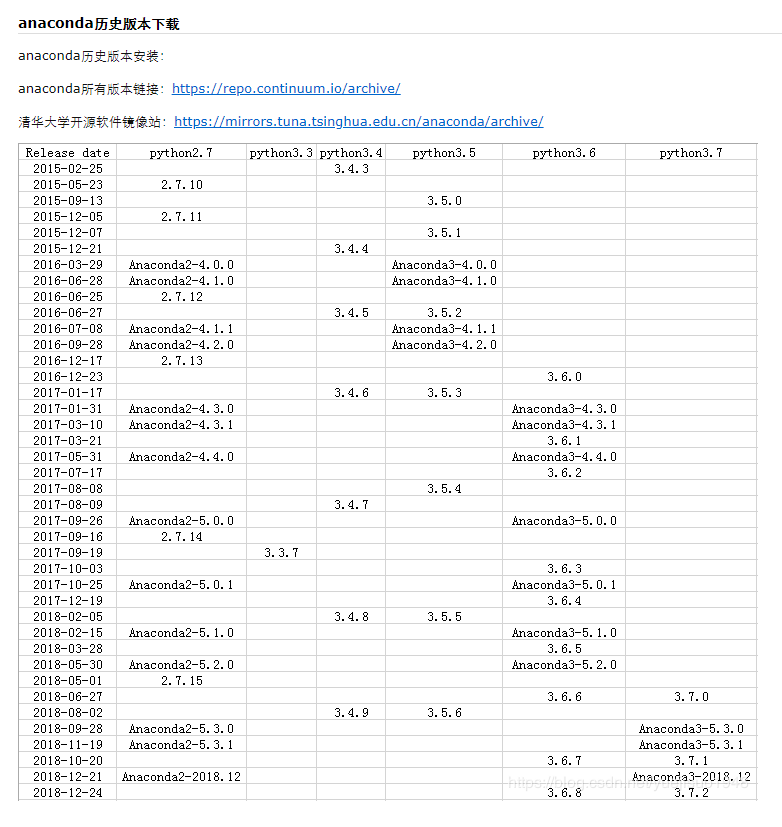 anaconda历史版本下载
anaconda历史版本安装:
anaconda所有版本链接: https://repo.continuum.io/archive/
清华大学开源软件镜像站: https://mirrors.tuna.tsinghua.edu.cn/anaconda/archive/
Release date python2.7 python3.3 python3.4 python3.5 python3.6 python3.7
2015-02-25 3.4.3
2015-05-23 2.7.10
2015-09-13 3.5.0
2015-12-05 2.7.11
2015-12-07 3.5.1
2015-12-21 3.4.4
2016-03-29 Anaconda2-4.0.0 Anaconda3-4.0.0
2016-06-28 Anaconda2-4.1.0 Anaconda3-4.1.0
2016-06-25 2.7.12
2016-06-27 3.4.5 3.5.2
2016-07-08 Anaconda2-4.1.1 Anaconda3-4.1.1
2016-09-28 Anaconda2-4.2.0 Anaconda3-4.2.0
2016-12-17 2.7.13
2016-12-23 3.6.0
2017-01-17 3.4.6 3.5.3
2017-01-31 Anaconda2-4.3.0 Anaconda3-4.3.0
2017-03-10 Anaconda2-4.3.1 Anaconda3-4.3.1
2017-03-21 3.6.1
2017-05-31 Anaconda2-4.4.0 Anaconda3-4.4.0
2017-07-17 3.6.2
2017-08-08 3.5.4
2017-08-09 3.4.7
2017-09-26 Anaconda2-5.0.0 Anaconda3-5.0.0
2017-09-16 2.7.14
2017-09-19 3.3.7
2017-10-03 3.6.3
2017-10-25 Anaconda2-5.0.1 Anaconda3-5.0.1
2017-12-19 3.6.4
2018-02-05 3.4.8 3.5.5
2018-02-15 Anaconda2-5.1.0 Anaconda3-5.1.0
2018-03-28 3.6.5
2018-05-30 Anaconda2-5.2.0 Anaconda3-5.2.0
2018-05-01 2.7.15
2018-06-27 3.6.6 3.7.0
2018-08-02 3.4.9 3.5.6
2018-09-28 Anaconda2-5.3.0 Anaconda3-5.3.0
2018-11-19 Anaconda2-5.3.1 Anaconda3-5.3.1
2018-10-20 3.6.7 3.7.1
2018-12-21 Anaconda2-2018.12 Anaconda3-2018.12
2018-12-24 3.6.8 3.7.2